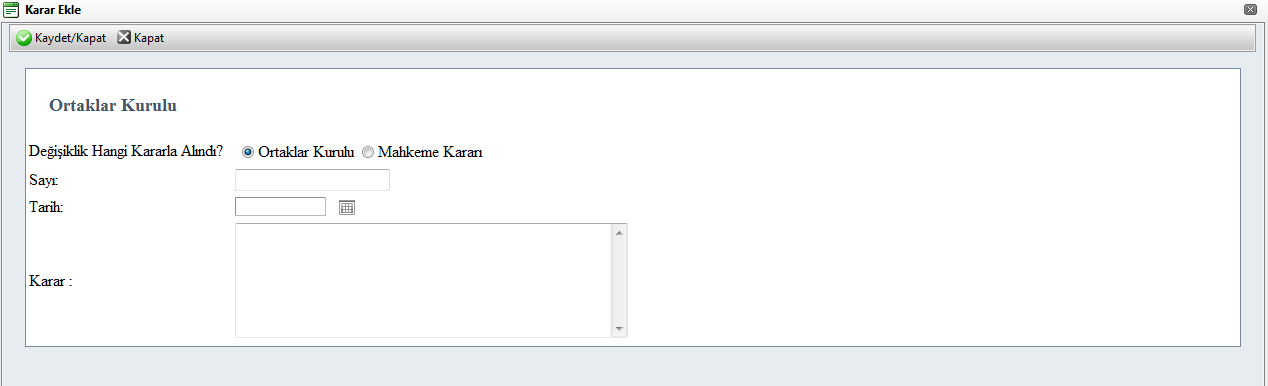 Karar Ekle
Kaydet/Kapat Kapat
Ortaklar Kurulu
Değişiklik Hangi Kararla Alındı? Ortaklar Kurulu Mahkeme Kararı
Sayı:
Tarih:
Karar :